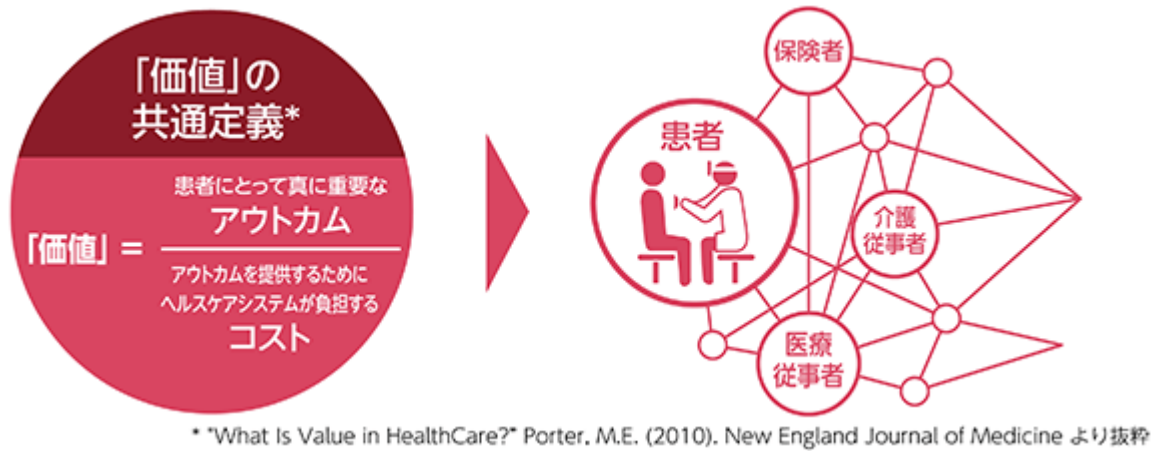 「価値」の
共通定義*
「価値」 =
患者にとって真に重要な
アウトカム
アウトカムを提供するために
ヘルスケアシステムが負担する
コスト
保険者
患者
介護
従事者
医療
従事者
* "What Is Value in HealthCare?" Porter, M.E. (2010). New England Journal of Medicine より抜粋